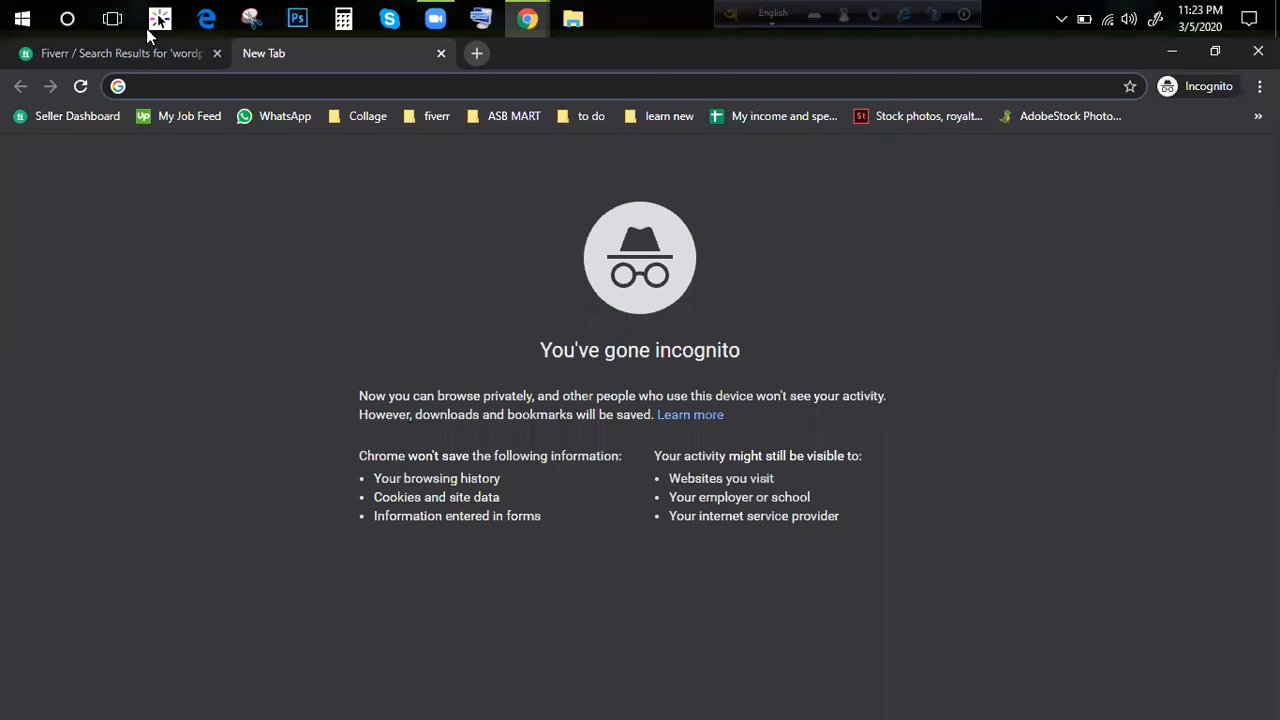 Ps
English
11:23 PM
3/5/2020
Fiverr / Search Results for 'wordp
New Tab
Incognito
Seller Dashboard
My Job Feed
WhatsApp
Collage
fiverr
ASB MART
to do
learn new
My income and spe...
Stock photos, royalt...
AdobeStock Photo...
You've gone incognito
Now you can browse privately, and other people who use this device won't see your activity.
However, downloads and bookmarks will be saved. Learn more
Chrome won't save the following information:
• Your browsing history
• Cookies and site data
• Information entered in forms
Your activity might still be visible to:
• Websites you visit
• Your employer or school
• Your internet service provider